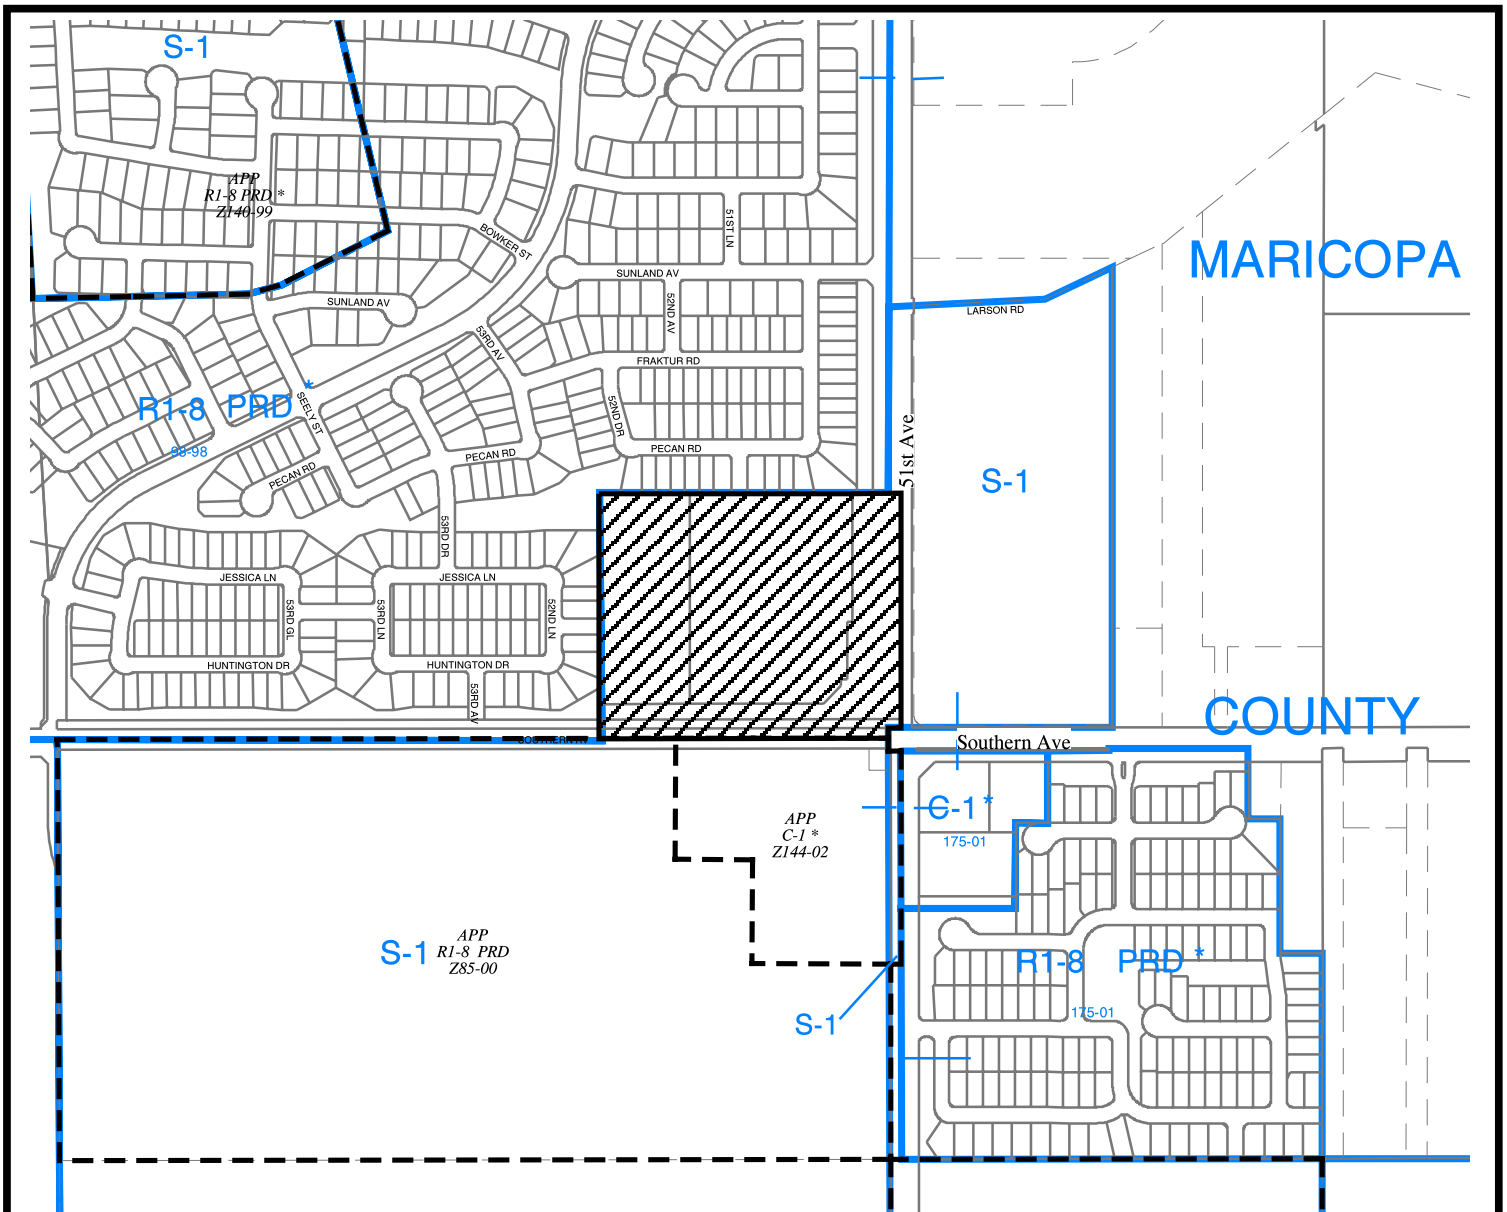 S-1
APP
R1-8 PRD *
Z140-99
BOWKER ST
51ST LN
SUNLAND AV
MARICOPA
SUNLAND AV
52ND AV
LARSON RD
53RD AV
FRAKTUR RD
R1-8 PRD *
98-98
SEELY ST
52ND DR
51st Ave
PECAN RD
PECAN RD
PECAN RD
S-1
53RD DR
JESSICA LN
JESSICA LN
53RD GL
53RD LN
52ND LN
HUNTINGTON DR
HUNTINGTON DR
53RD AV
COUNTY
SOUTHERN AV
Southern Ave
C-1 *
175-01
APP
C-1 *
Z144-02
S-1
APP
R1-8 PRD
Z85-00
R1-8 PRD *
175-01
S-1